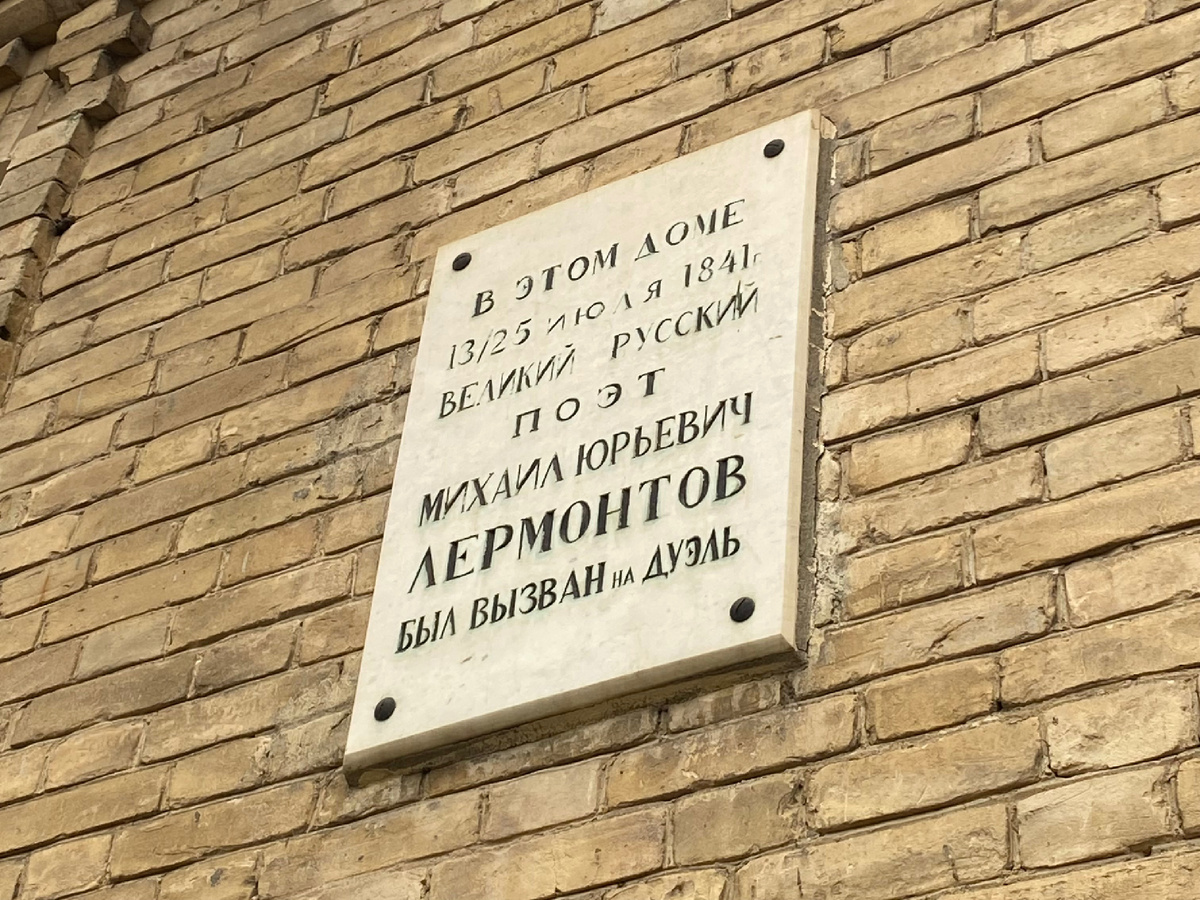 В ЭТОМ ДОМЕ
13/25 ИЮЛЯ 1841г.
ВЕЛИКИЙ РУССКИЙ
ПОЭТ
МИХАИЛ ЮРЬЕВИЧ
ЛЕРМОНТОВ
БЫЛ ВЫЗВАН НА ДУЭЛЬ